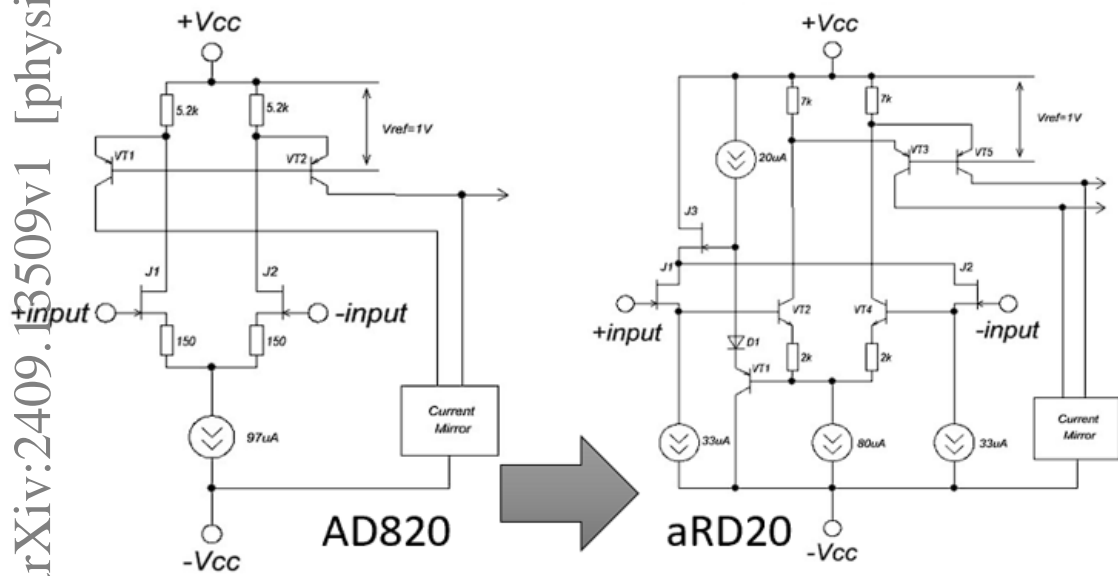 arXiv:2409.13509v1 [physi
+Vcc
5.2k
5.2k
Vref=1V
VT1
VT2
J1
J2
+input
-input
150
150
97uA
Current
Mirror
-Vcc
AD820
+Vcc
7k
7k
Vref=1V
20uA
VT3
VT5
J3
J1
J2
+input
-input
VT2
VT4
D1
2k
2k
VT1
33uA
80uA
33uA
Current
Mirror
-Vcc
aRD20